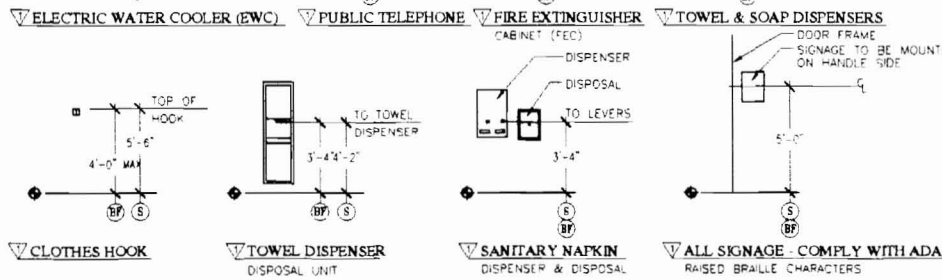 ELECTRIC WATER COOLER (EWC)
PUBLIC TELEPHONE
FIRE EXTINGUISHER
CABINET (FEC)
TOWEL & SOAP DISPENSERS
TOP OF
HOOK
5'-6"
4'-0" MAX
BF S
CLOTHES HOOK
TO TOWEL
DISPENSER
3'-4" 4'-2"
BF S
TOWEL DISPENSER
DISPOSAL UNIT
DISPENSER
DISPOSAL
TO LEVERS
3'-4"
S
BF
SANITARY NAPKIN
DISPENSER & DISPOSAL
DOOR FRAME
SIGNAGE TO BE MOUNT
ON HANDLE SIDE
5'-0"
S
BF
ALL SIGNAGE - COMPLY WITH ADA
RAISED BRAILLE CHARACTERS